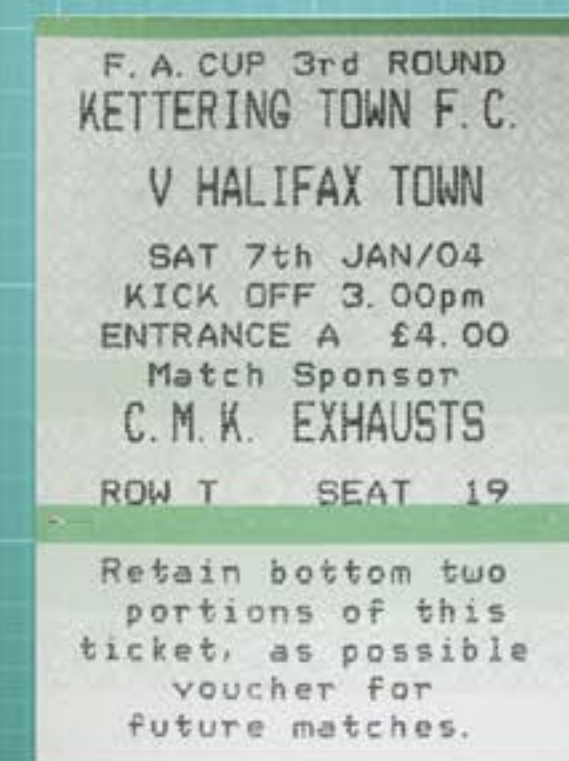 F.A.CUP 3rd ROUND
KETTERING TOWN F.C.
V HALIFAX TOWN
SAT 7th JAN/04
KICK OFF 3.00pm
ENTRANCE A £4.00
Match Sponsor
C.M.K. EXHAUSTS
ROW T SEAT 19
Retain bottom two
portions of this
ticket, as possible
voucher for
future matches.